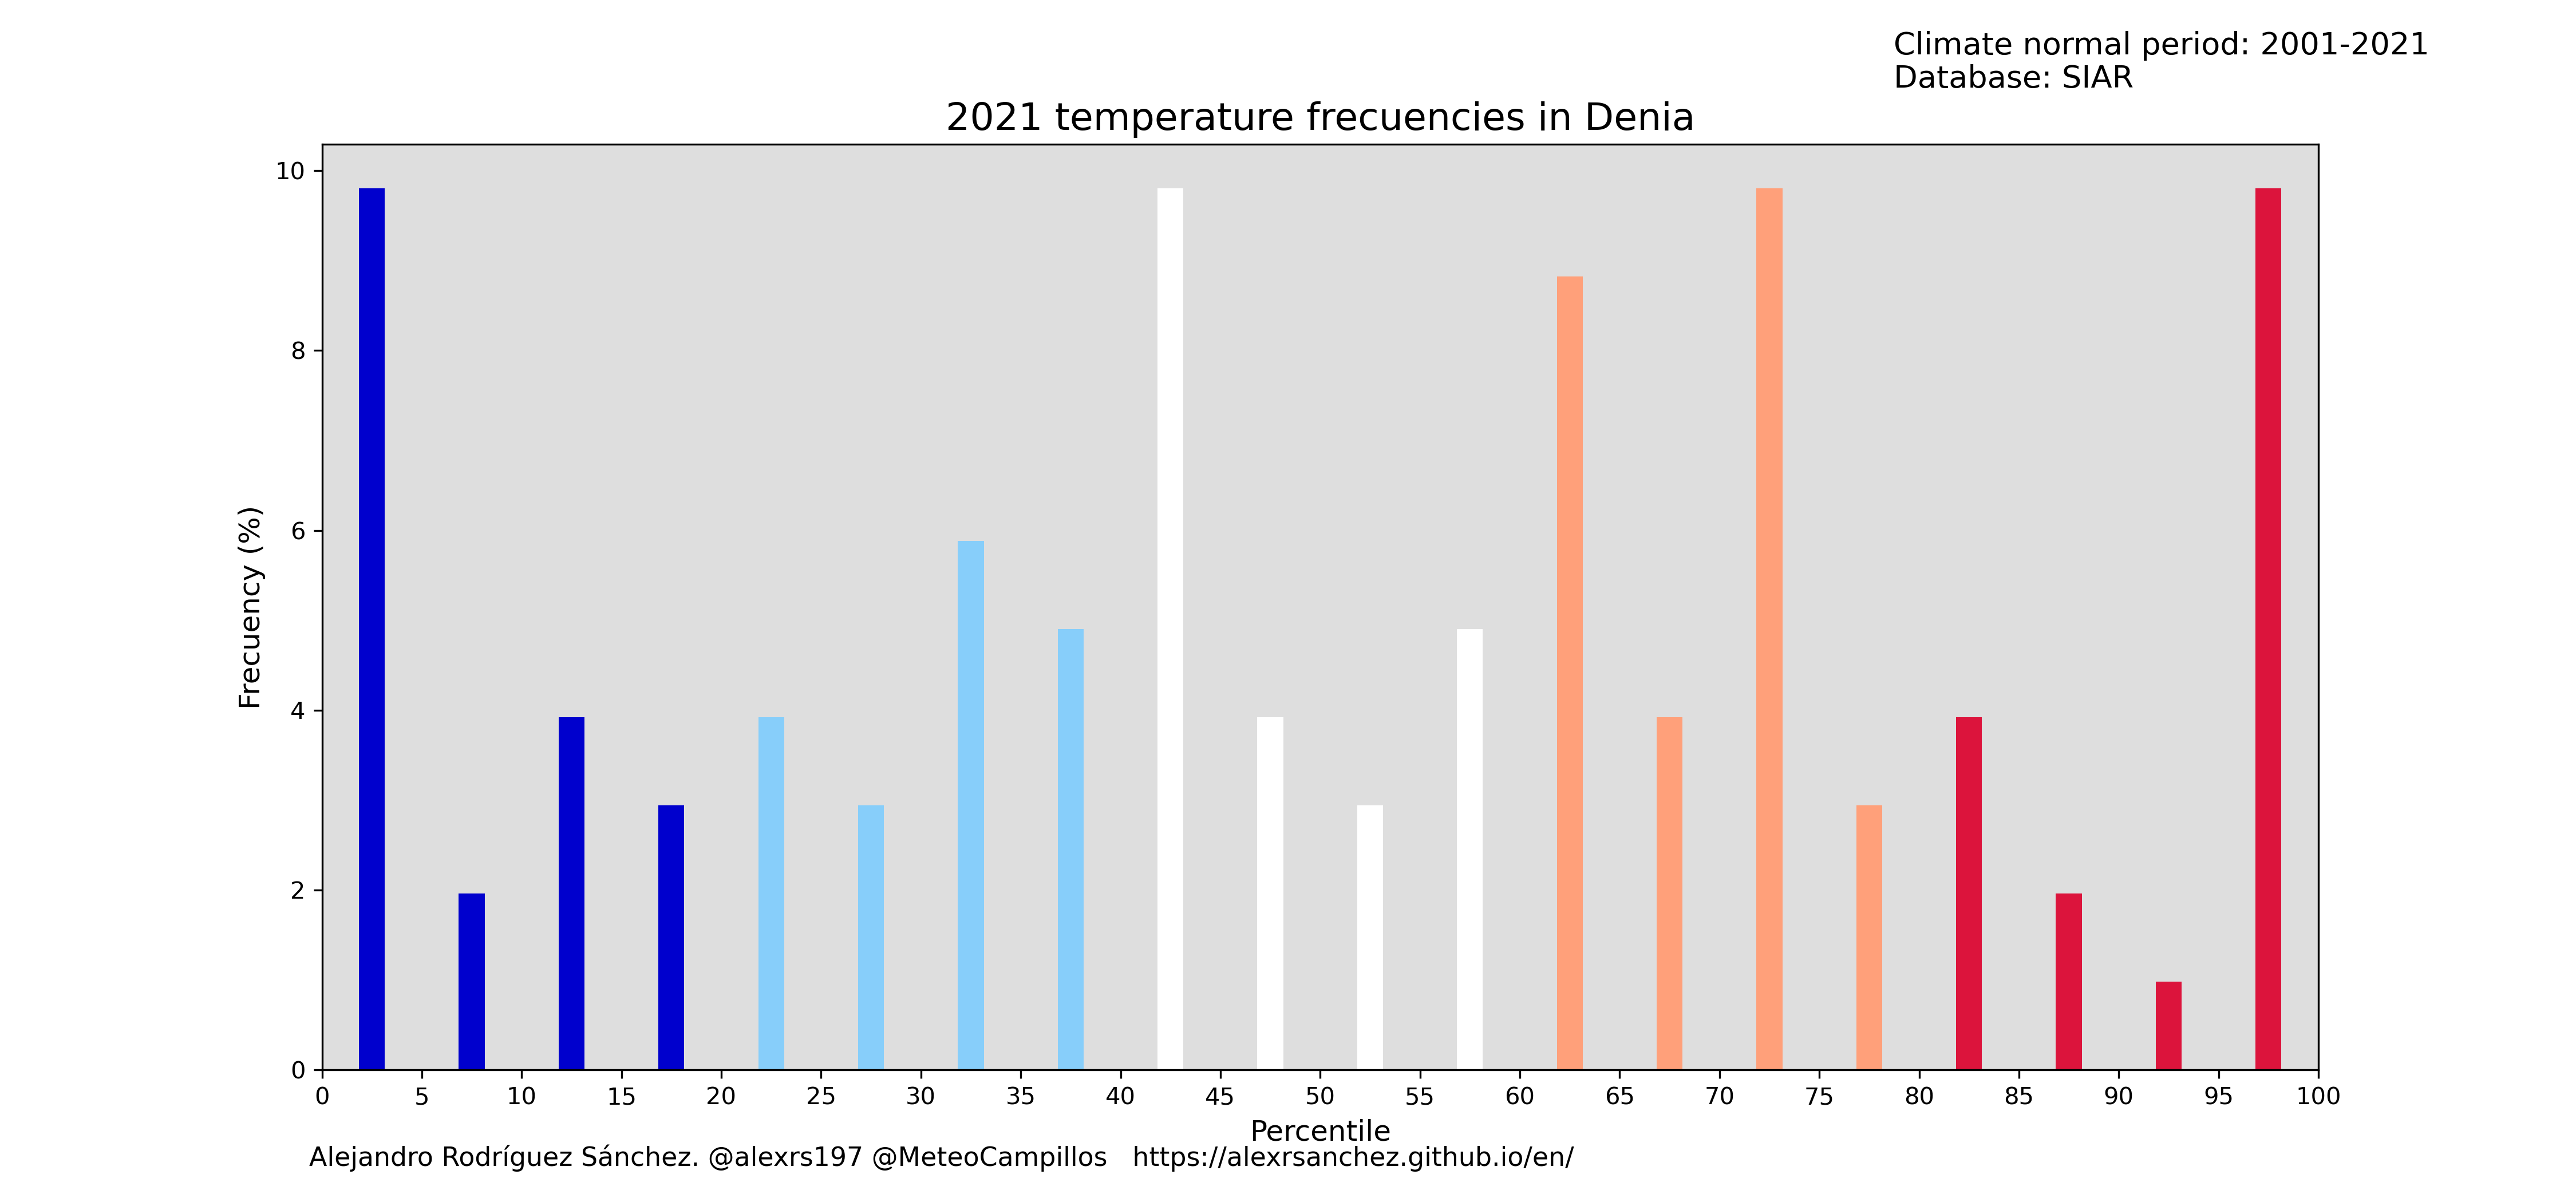 Climate normal period: 2001-2021
Database: SIAR
2021 temperature frecuencies in Denia
10
8
6
4
2
0
Frecuency (%)
0 5 10 15 20 25 30 35 40 45 50 55 60 65 70 75 80 85 90 95 100
Percentile
Alejandro Rodríguez Sánchez. @alexrs197 @MeteoCampillos https://alexrsanchez.github.io/en/